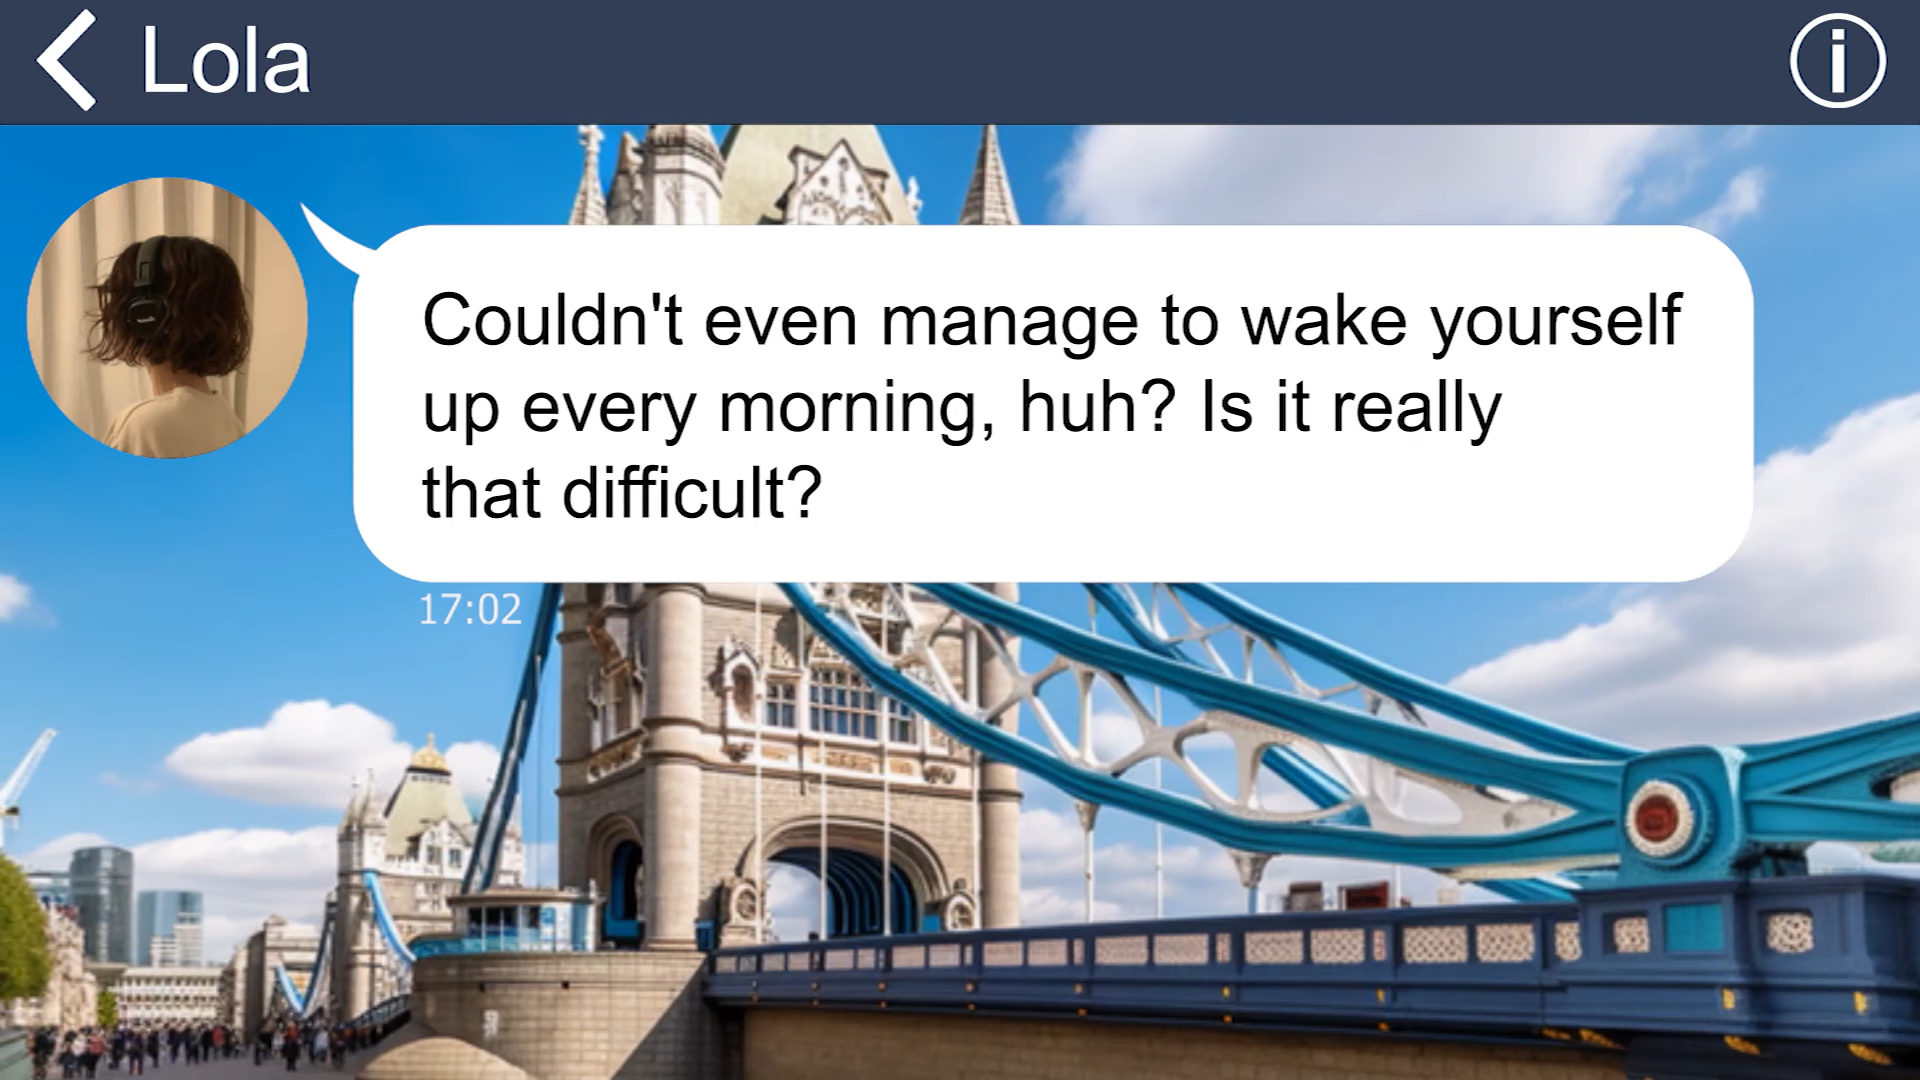 Lola
Couldn't even manage to wake yourself
up every morning, huh? Is it really
that difficult?
17:02